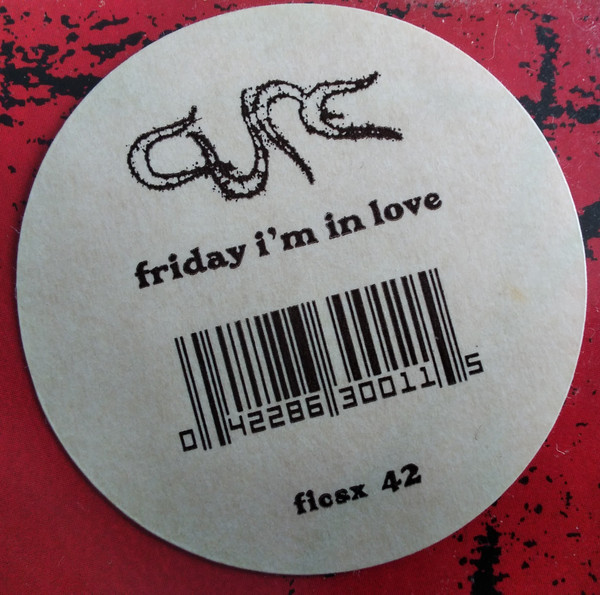 CURE
friday i'm in love
0 42286 30011 5
ficsx 42